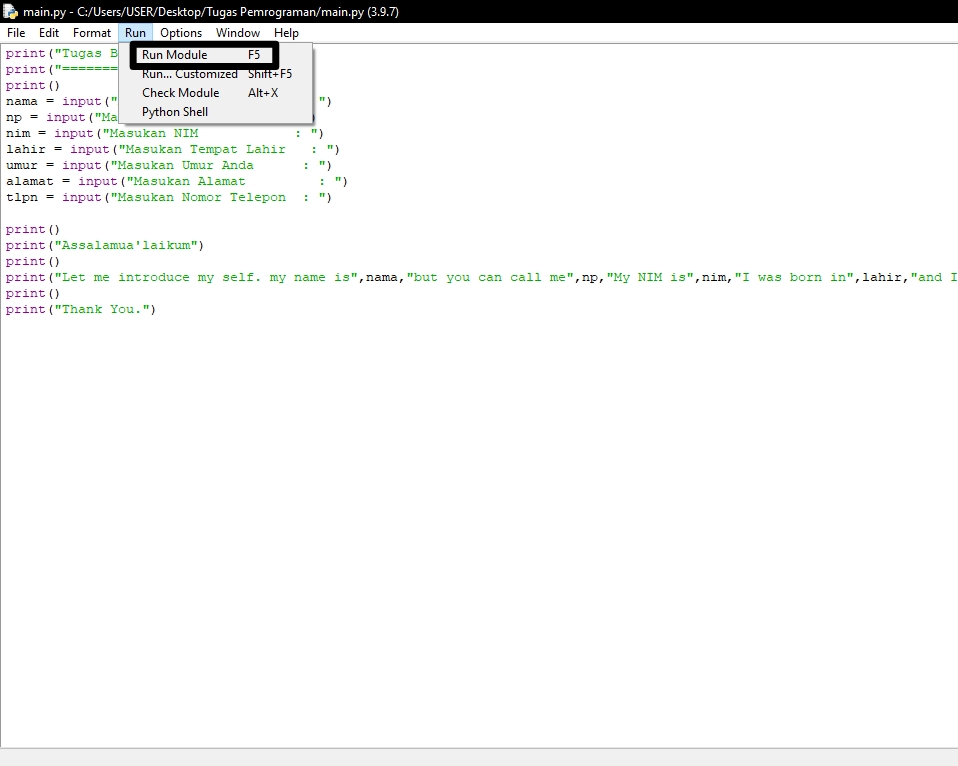 main.py - C:/Users/USER/Desktop/Tugas Pemrograman/main.py (3.9.7)
File Edit Format Run Options Window Help
Run Module F5
Run... Customized Shift+F5
Check Module Alt+X
Python Shell
print("Tugas B
print("=======
print()
nama = input(" ")
np = input("Ma )
nim = input("Masukan NIM : ")
lahir = input("Masukan Tempat Lahir : ")
umur = input("Masukan Umur Anda : ")
alamat = input("Masukan Alamat : ")
tlpn = input("Masukan Nomor Telepon : ")
print()
print("Assalamua'laikum")
print()
print("Let me introduce my self. my name is",nama,"but you can call me",np,"My NIM is",nim,"I was born in",lahir,"and I
print()
print("Thank You.")